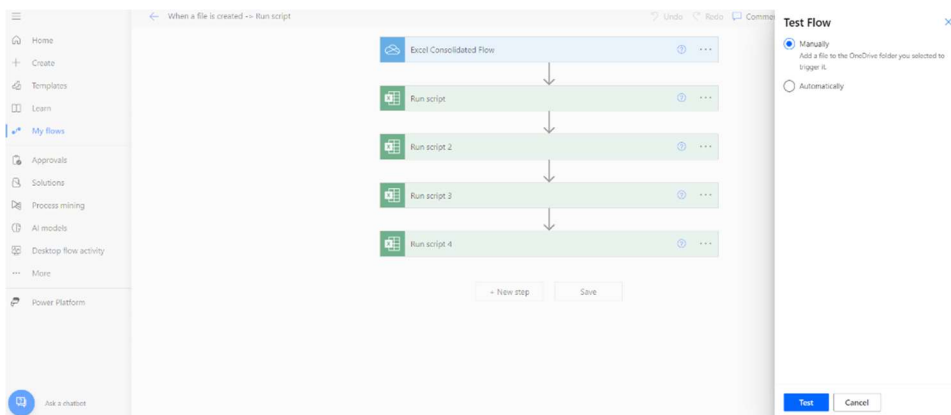 When a file is created -> Run script
Undo
Redo
Comme
Home
Create
Templates
Learn
My flows
Approvals
Solutions
Process mining
AI models
Desktop flow activity
More
Power Platform
Ask a chatbot
Excel Consolidated Flow
Run script
Run script 2
Run script 3
Run script 4
+ New step
Save
Test Flow
Manually
Add a file to the OneDrive folder you selected to
trigger it.
Automatically
Test
Cancel